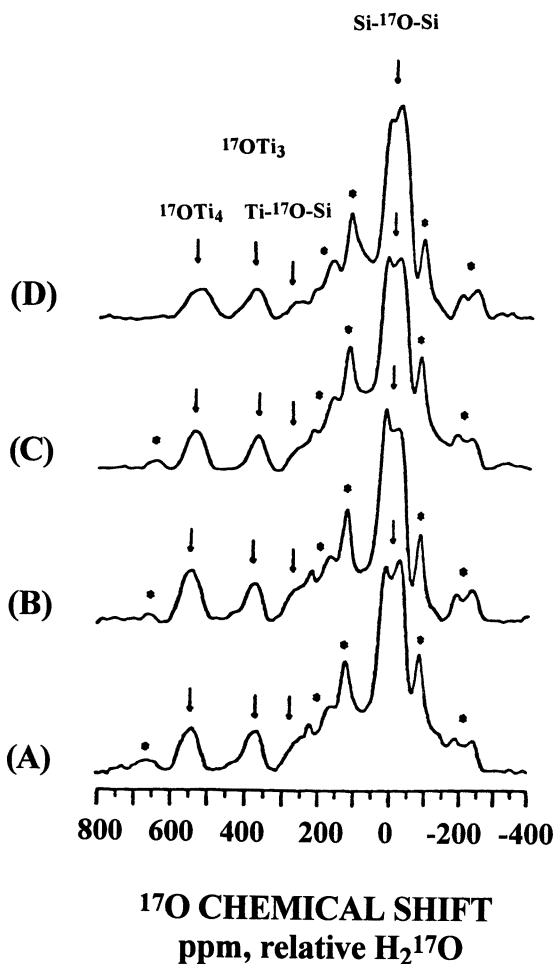 Si-¹⁷O-Si
¹⁷OTi₃
¹⁷OTi₄ Ti-¹⁷O-Si
(D)
(C)
(B)
(A)
800 600 400 200 0 -200 -400
¹⁷O CHEMICAL SHIFT
ppm, relative H₂¹⁷O